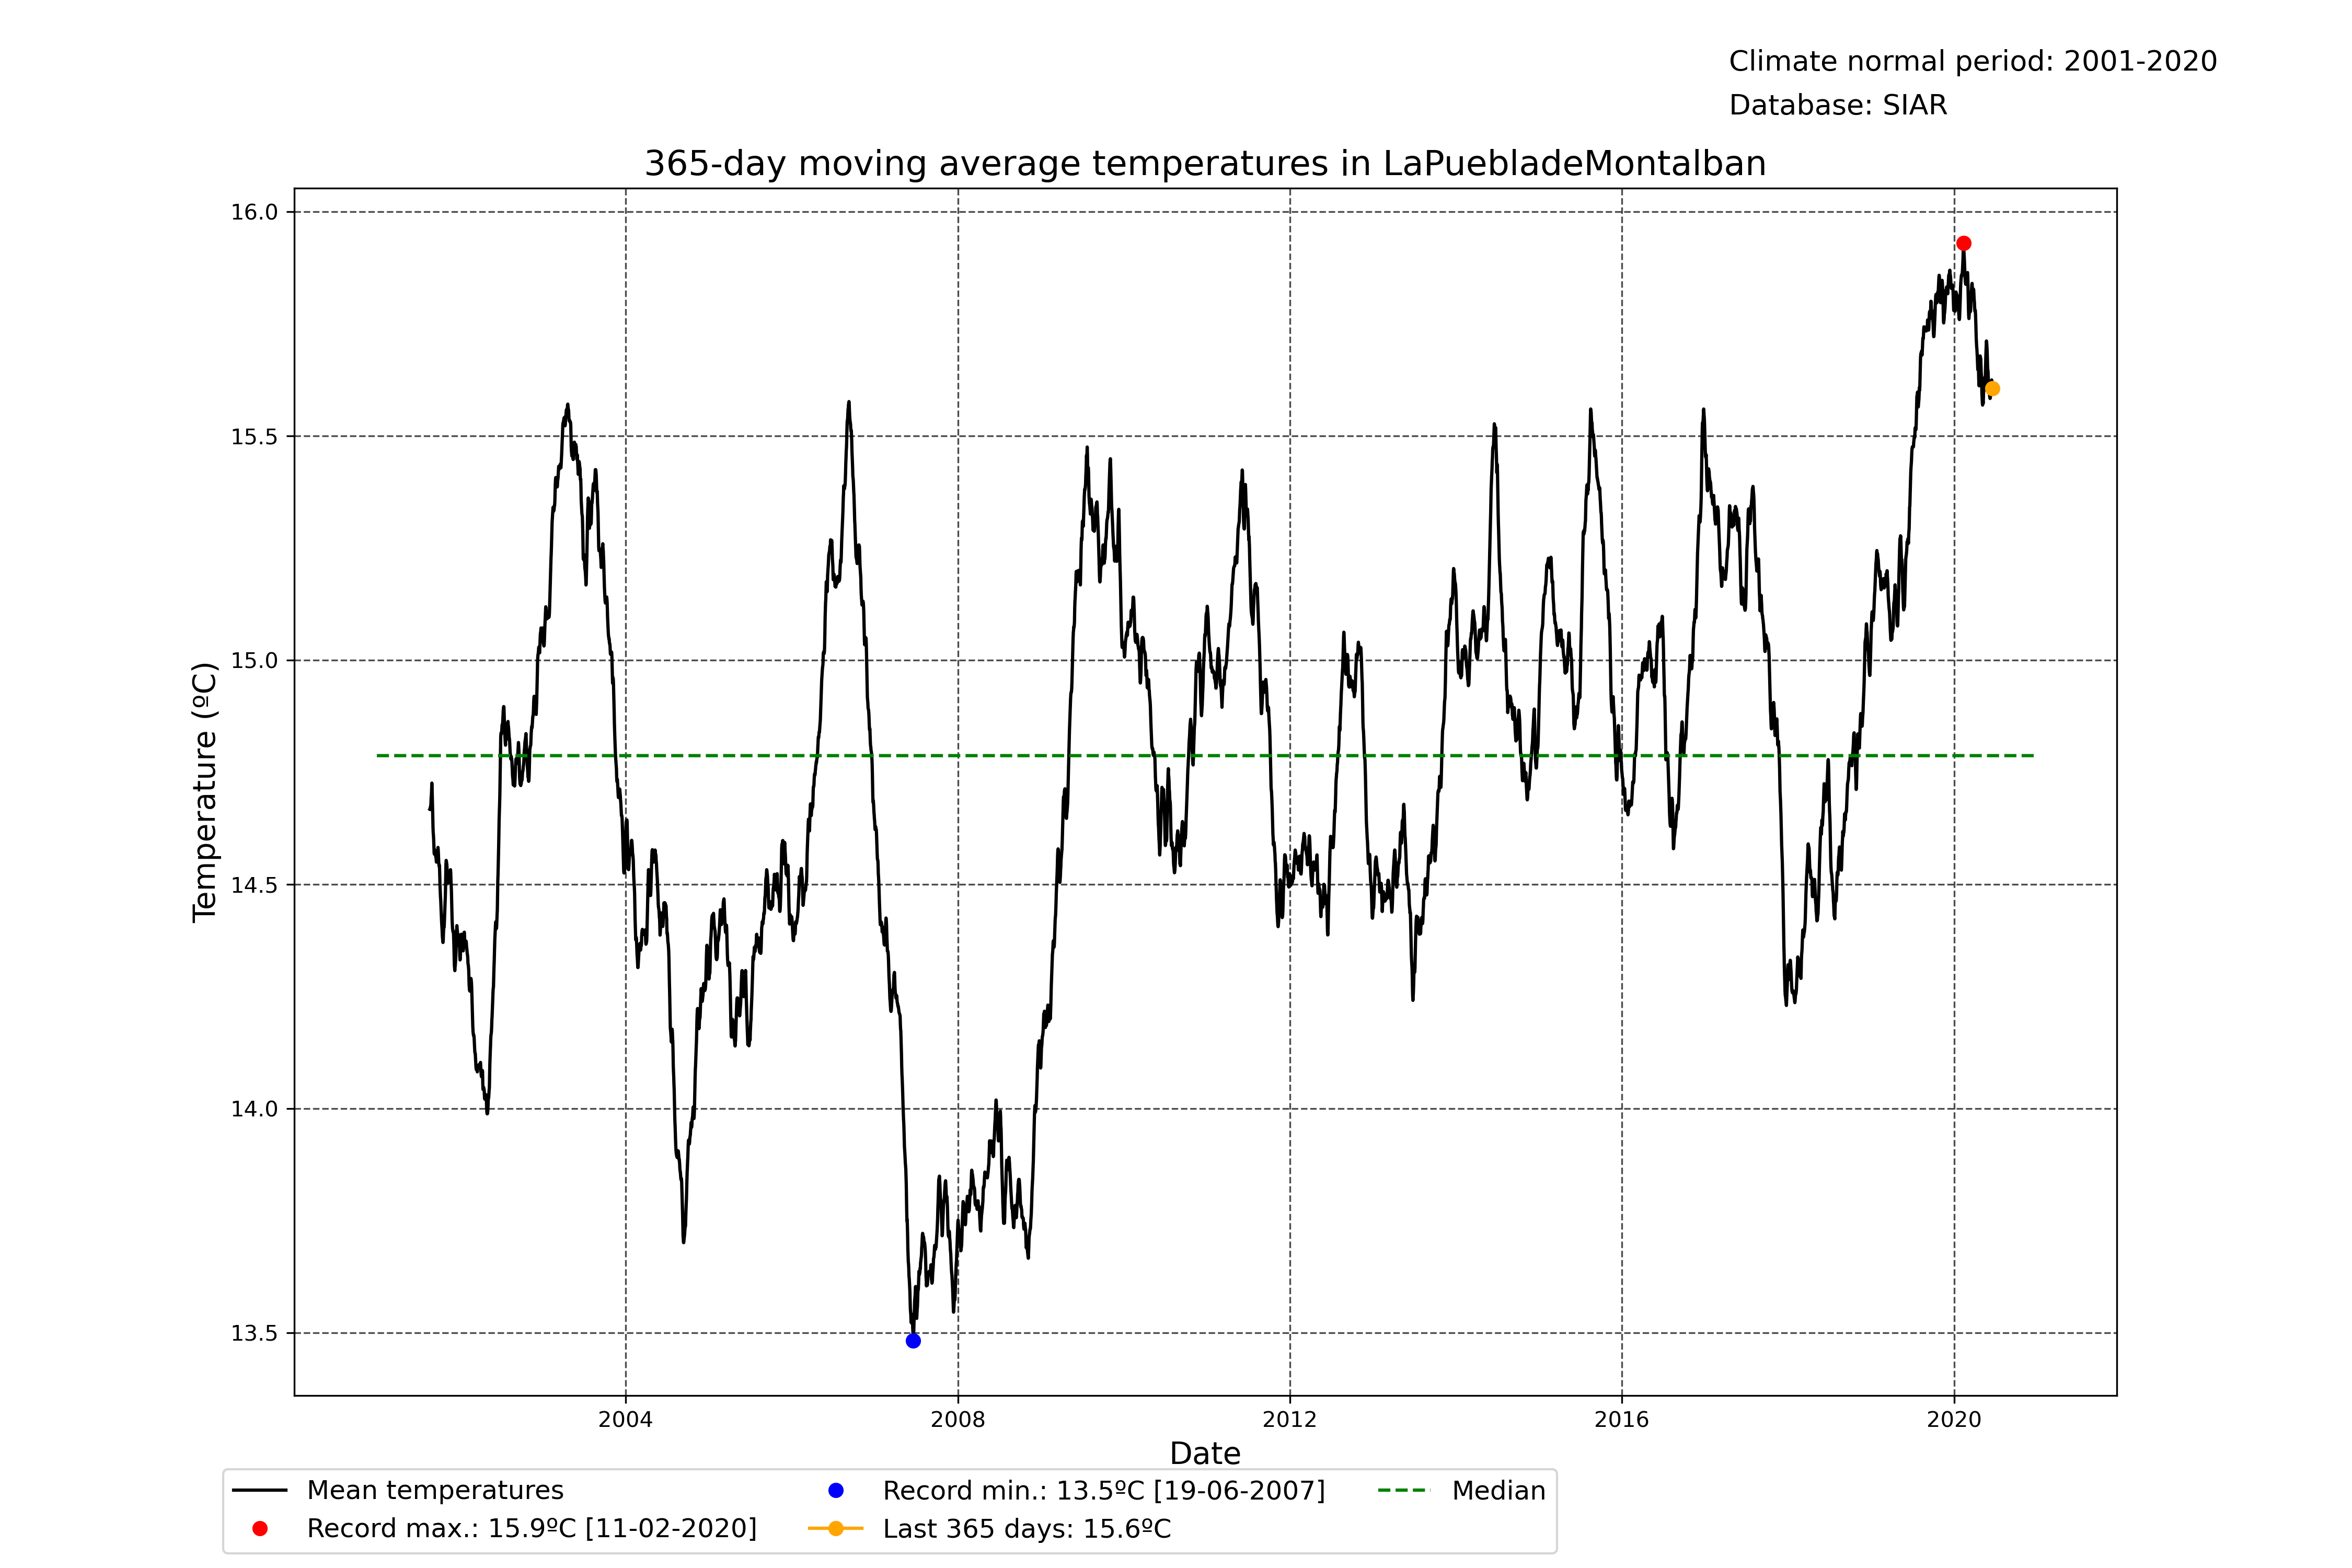 Climate normal period: 2001-2020
Database: SIAR
365-day moving average temperatures in LaPuebladeMontalban
16.0
15.5
15.0
14.5
14.0
13.5
Temperature (ºC)
2004 2008 2012 2016 2020
Date
Mean temperatures
Record max.: 15.9ºC [11-02-2020]
Record min.: 13.5ºC [19-06-2007]
Last 365 days: 15.6ºC
Median